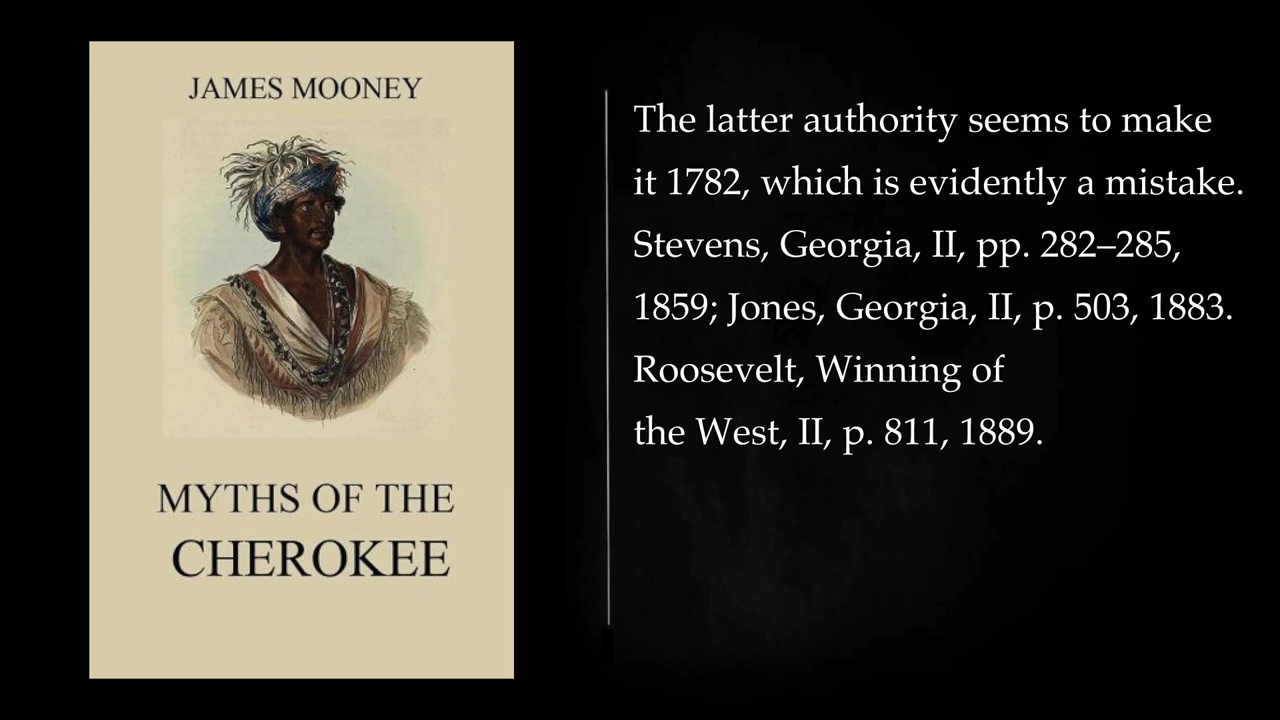 JAMES MOONEY
MYTHS OF THE
CHEROKEE
The latter authority seems to make
it 1782, which is evidently a mistake.
Stevens, Georgia, II, pp. 282–285,
1859; Jones, Georgia, II, p. 503, 1883.
Roosevelt, Winning of
the West, II, p. 811, 1889.